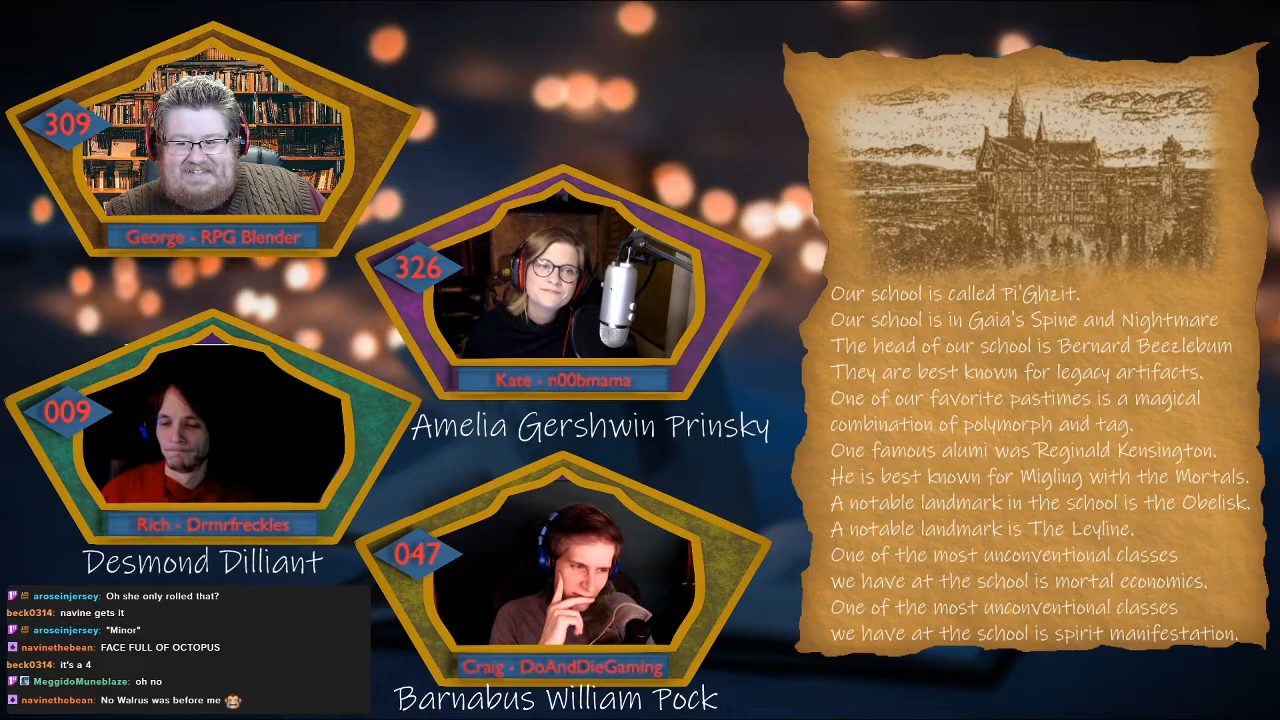 309
George - RPG Blender
326
Kate - n00bmama
Amelia Gershwin Prinsky
009
Rich - Drmrfreckles
Desmond Dilliant
047
Craig - DoAndDieGaming
Barnabus William Pock
aroseinjersey: Oh she only rolled that?
beck0314: navine gets it
aroseinjersey: "Minor"
navinethebean: FACE FULL OF OCTOPUS
beck0314: it's a 4
MeggidoMuneblaze: oh no
navinethebean: No Walrus was before me
Our school is called Pi'Ghzit.
Our school is in Gaia's Spine and Nightmare
The head of our school is Bernard Beezlebum
They are best known for legacy artifacts.
One of our favorite pastimes is a magical
combination of polymorph and tag.
One famous alumi was Reginald Kensington.
He is best known for Migling with the Mortals.
A notable landmark in the school is the Obelisk.
A notable landmark is The Leyline.
One of the most unconventional classes
we have at the school is mortal economics.
One of the most unconventional classes
we have at the school is spirit manifestation.